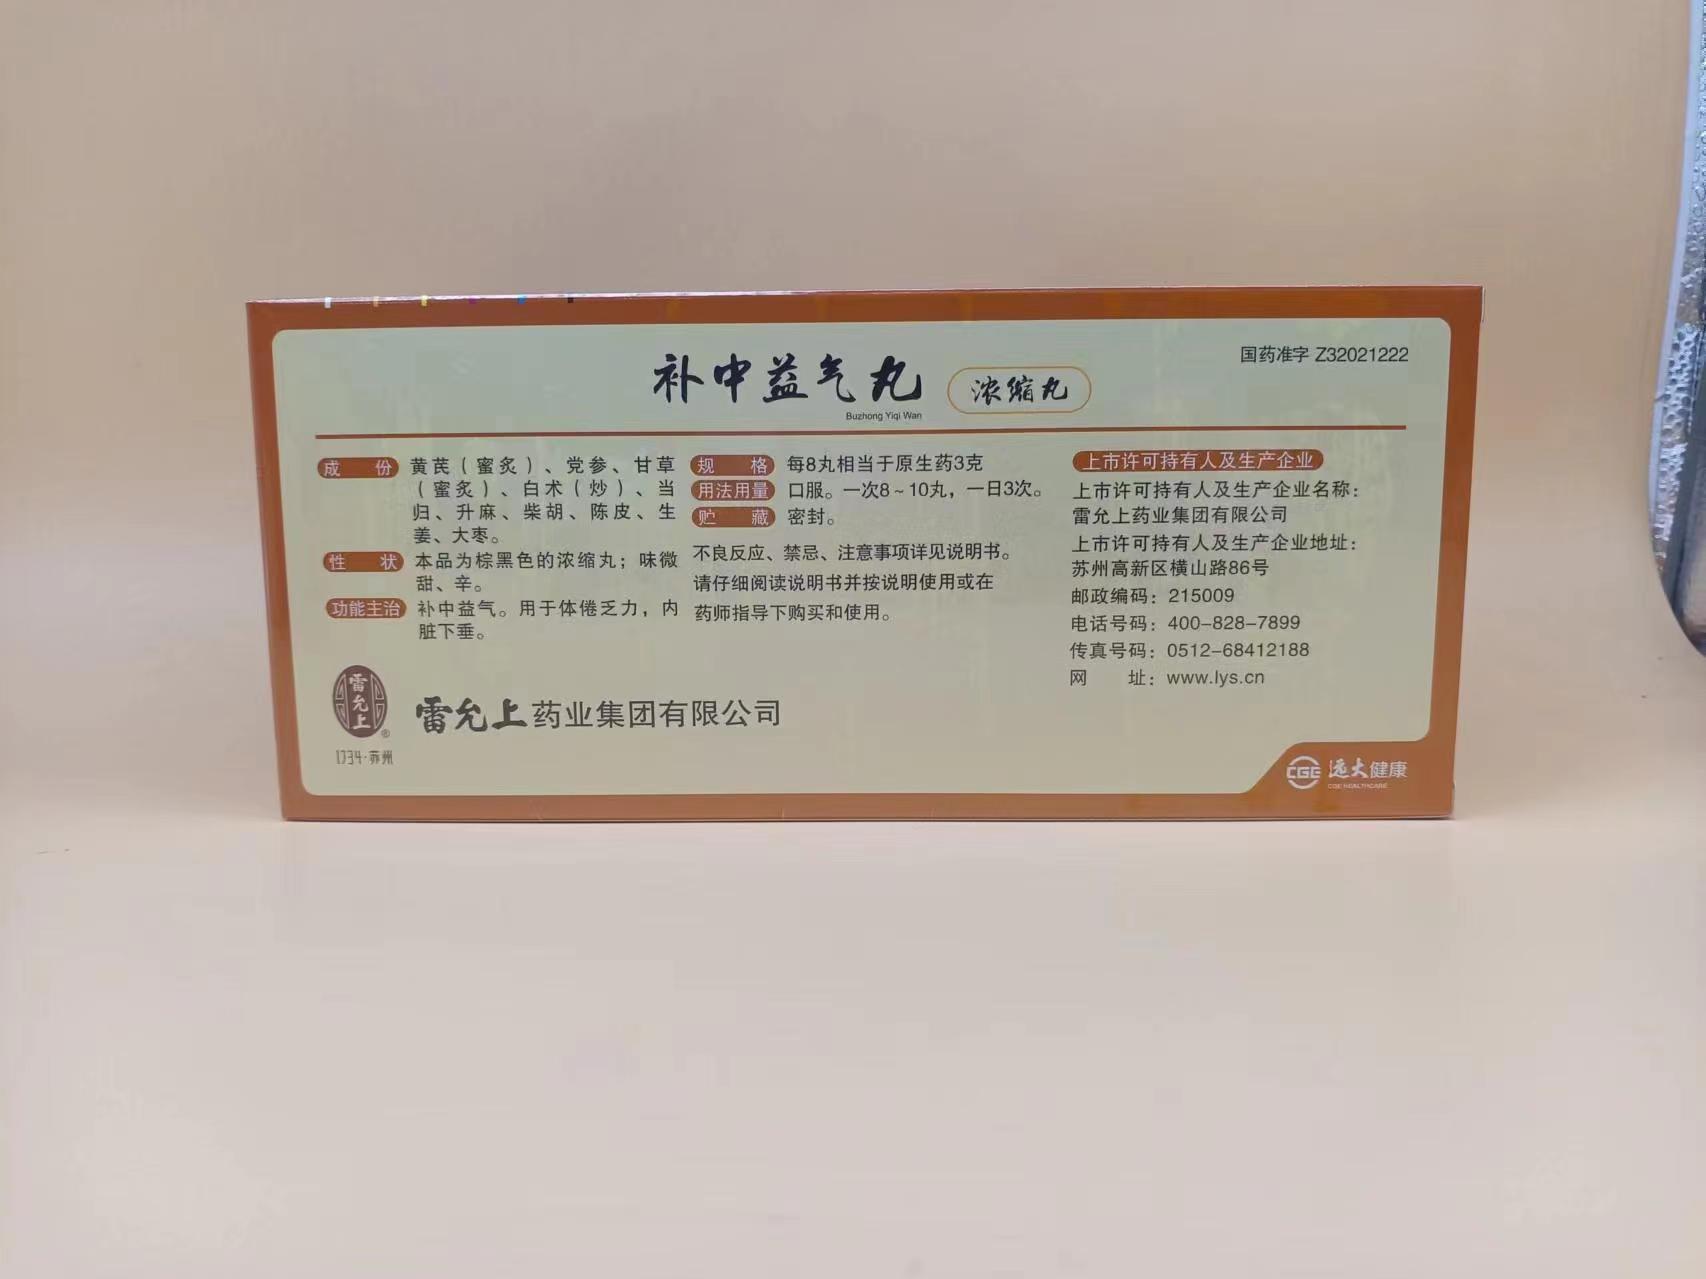 国药准字 Z32021222
补中益气丸 浓缩丸
Buzhong Yiqi Wan
成份 黄芪（蜜炙）、党参、甘草
（蜜炙）、白术（炒）、当
归、升麻、柴胡、陈皮、生
姜、大枣。
性状 本品为棕黑色的浓缩丸；味微
甜、辛。
功能主治 补中益气。用于体倦乏力，内
脏下垂。
规格 每8丸相当于原生药3克
用法用量 口服。一次8～10丸，一日3次。
贮藏 密封。
不良反应、禁忌、注意事项详见说明书。
请仔细阅读说明书并按说明使用或在
药师指导下购买和使用。
上市许可持有人及生产企业
上市许可持有人及生产企业名称：
雷允上药业集团有限公司
上市许可持有人及生产企业地址：
苏州高新区横山路86号
邮政编码：215009
电话号码：400-828-7899
传真号码：0512-68412188
网址：www.lys.cn
雷允上®
1734·苏州
雷允上药业集团有限公司
CGE 远大健康
CGE HEALTHCARE